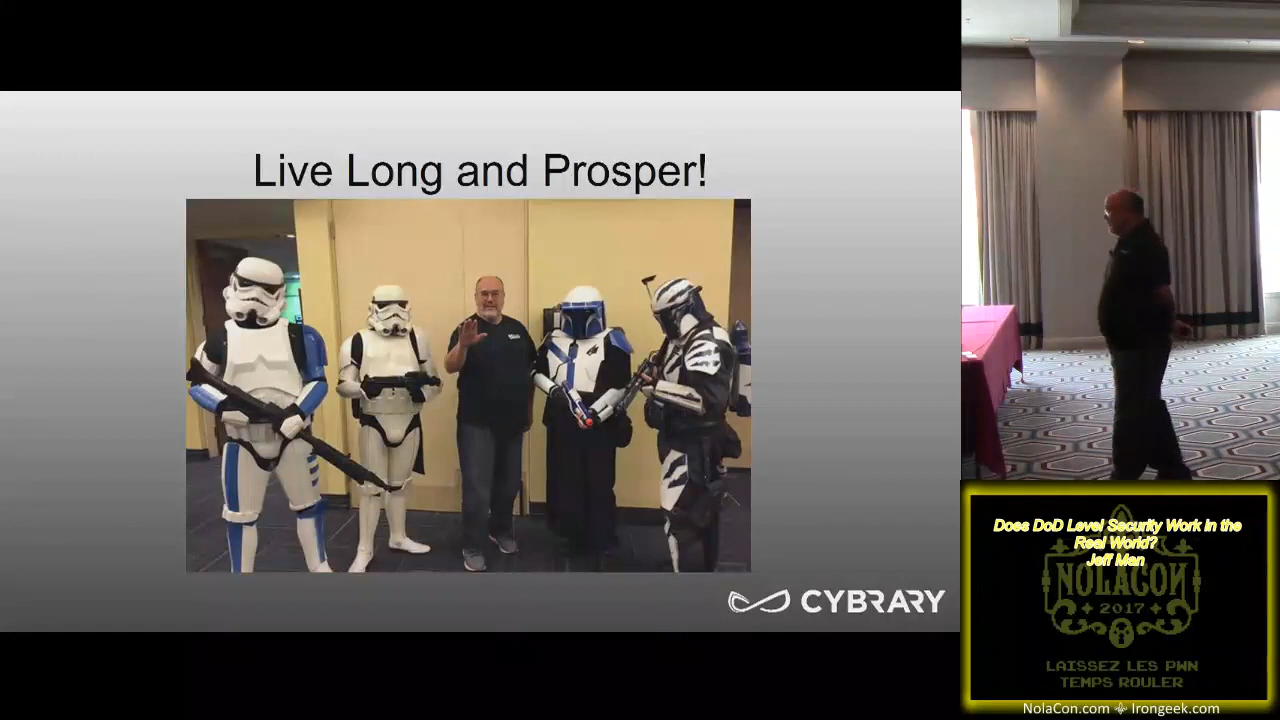 Live Long and Prosper!
CYBRARY
Does DoD Level Security Work in the
Real World?
Jeff Man
NOLACON
2017
LAISSEZ LES PWN
TEMPS ROULER
NolaCon.com Irongeek.com